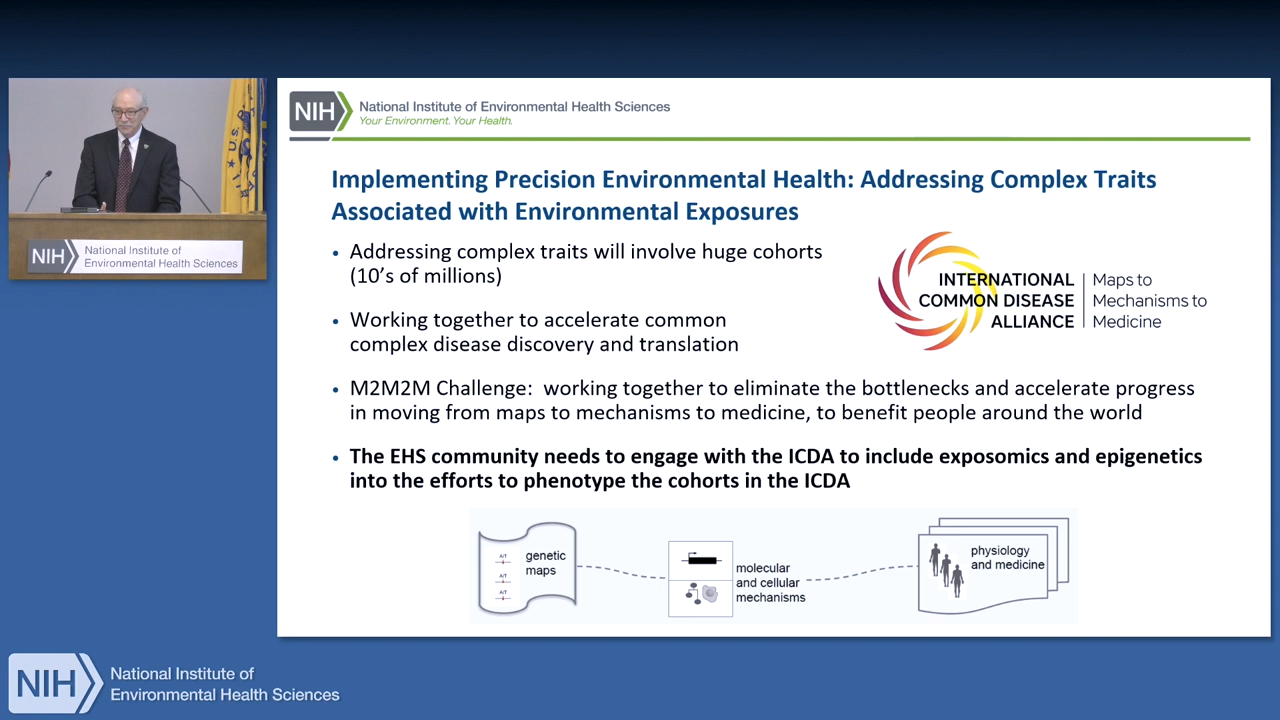 NIH
National Institute of Environmental Health Sciences
Your Environment. Your Health.
Implementing Precision Environmental Health: Addressing Complex Traits
Associated with Environmental Exposures
• Addressing complex traits will involve huge cohorts
(10’s of millions)
• Working together to accelerate common
complex disease discovery and translation
• M2M2M Challenge: working together to eliminate the bottlenecks and accelerate progress
in moving from maps to mechanisms to medicine, to benefit people around the world
• The EHS community needs to engage with the ICDA to include exposomics and epigenetics
into the efforts to phenotype the cohorts in the ICDA
INTERNATIONAL
COMMON DISEASE
ALLIANCE
Maps to
Mechanisms to
Medicine
A/T
A/T
A/T
genetic
maps
molecular
and cellular
mechanisms
physiology
and medicine
U.S.
NIH
National Institute of
Environmental Health Sciences
NIH
National Institute of
Environmental Health Sciences